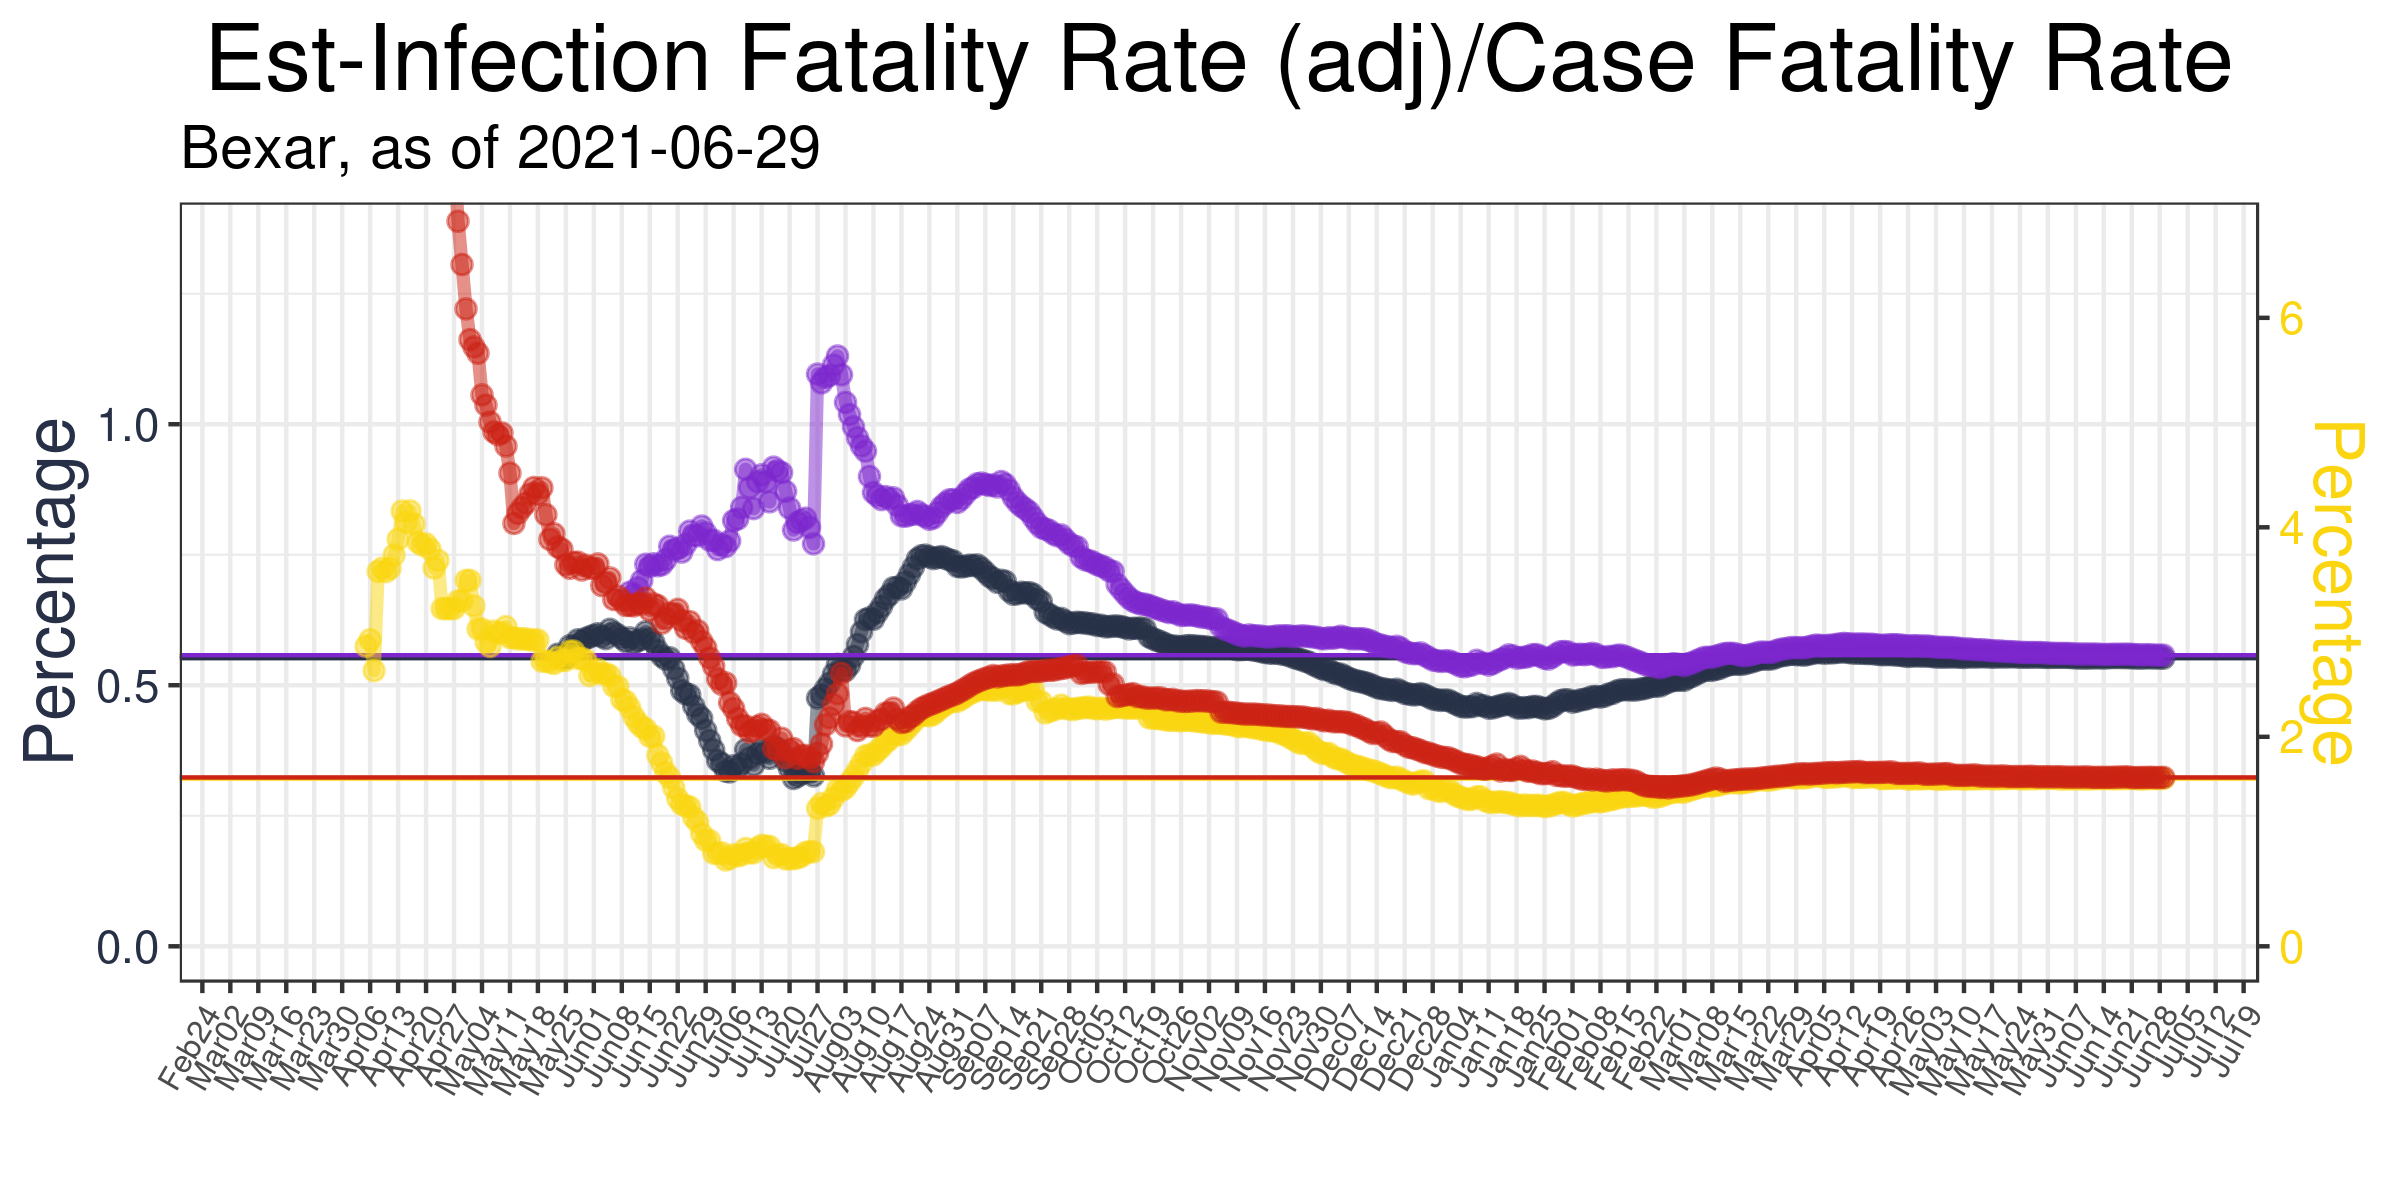 Est-Infection Fatality Rate (adj)/Case Fatality Rate
Bexar, as of 2021-06-29
Percentage
1.0
0.5
0.0
6
4
2
0
Percentage
Feb24 Mar02 Mar09 Mar16 Mar23 Mar30 Apr06 Apr13 Apr20 Apr27 May04 May11 May18 May25 Jun01 Jun08 Jun15 Jun22 Jun29 Jul06 Jul13 Jul20 Jul27 Aug03 Aug10 Aug17 Aug24 Aug31 Sep07 Sep14 Sep21 Sep28 Oct05 Oct12 Oct19 Oct26 Nov02 Nov09 Nov16 Nov23 Nov30 Dec07 Dec14 Dec21 Dec28 Jan04 Jan11 Jan18 Jan25 Feb01 Feb08 Feb15 Feb22 Mar01 Mar08 Mar15 Mar22 Mar29 Apr05 Apr12 Apr19 Apr26 May03 May10 May17 May24 May31 Jun07 Jun14 Jun21 Jun28 Jul05 Jul12 Jul19